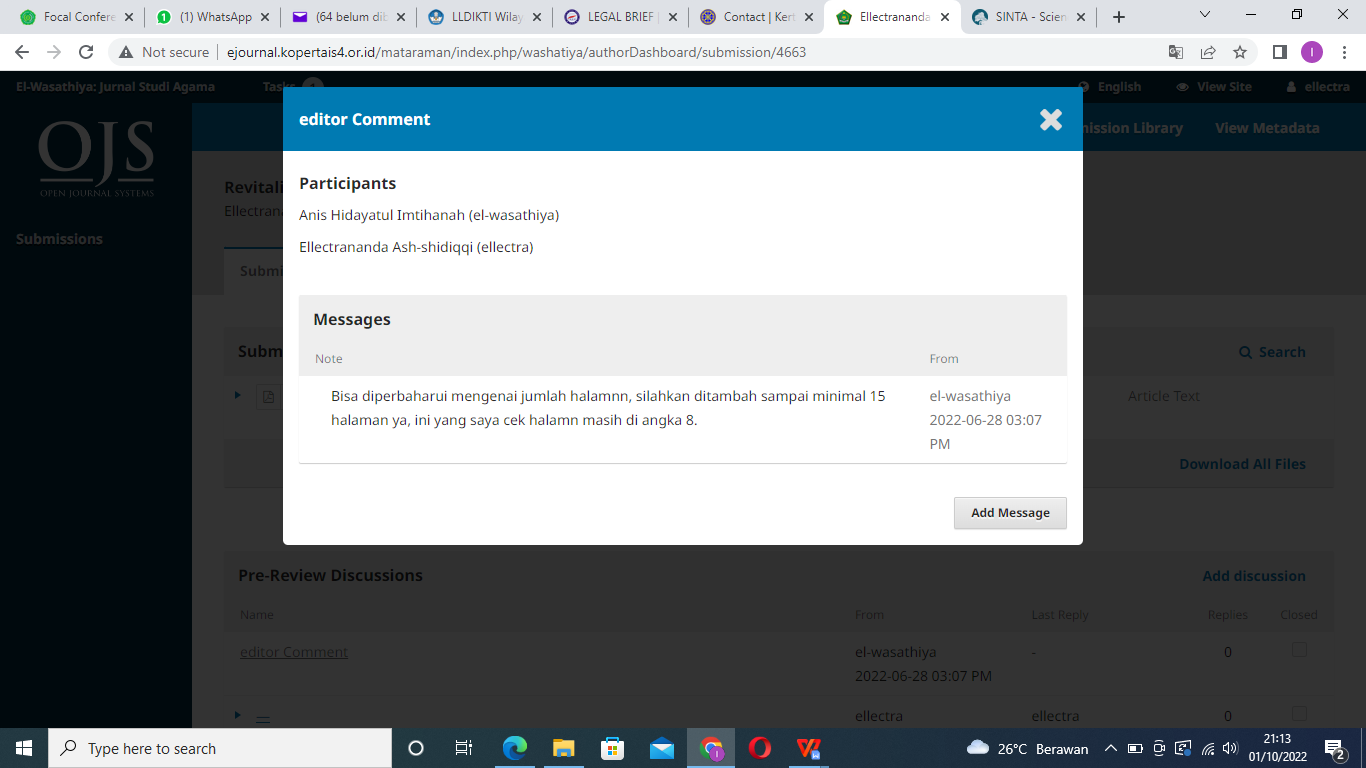 Focal Confere
(1) WhatsApp
(64 belum dib
LLDIKTI Wilay
LEGAL BRIEF |
Contact | Kert
Ellectrananda
SINTA - Scien
Not secure
ejournal.kopertais4.or.id/mataraman/index.php/washatiya/authorDashboard/submission/4663
El-Wasathiya: Jurnal Studi Agama
Tasks
English
View Site
ellectra
OJS
OPEN JOURNAL SYSTEMS
editor Comment
mission Library
View Metadata
Participants
Revitali
Anis Hidayatul Imtihanah (el-wasathiya)
Ellectran
Submissions
Ellectrananda Ash-shidiqqi (ellectra)
Submi
Messages
Subm
Search
Note
From
Bisa diperbaharui mengenai jumlah halamnn, silahkan ditambah sampai minimal 15
halaman ya, ini yang saya cek halamn masih di angka 8.
el-wasathiya
2022-06-28 03:07
PM
Article Text
Download All Files
Add Message
Pre-Review Discussions
Add discussion
Name
From
Last Reply
Replies
Closed
editor Comment
el-wasathiya
-
0
2022-06-28 03:07 PM
—
ellectra
ellectra
0
Type here to search
26°C Berawan
21:13
01/10/2022
2